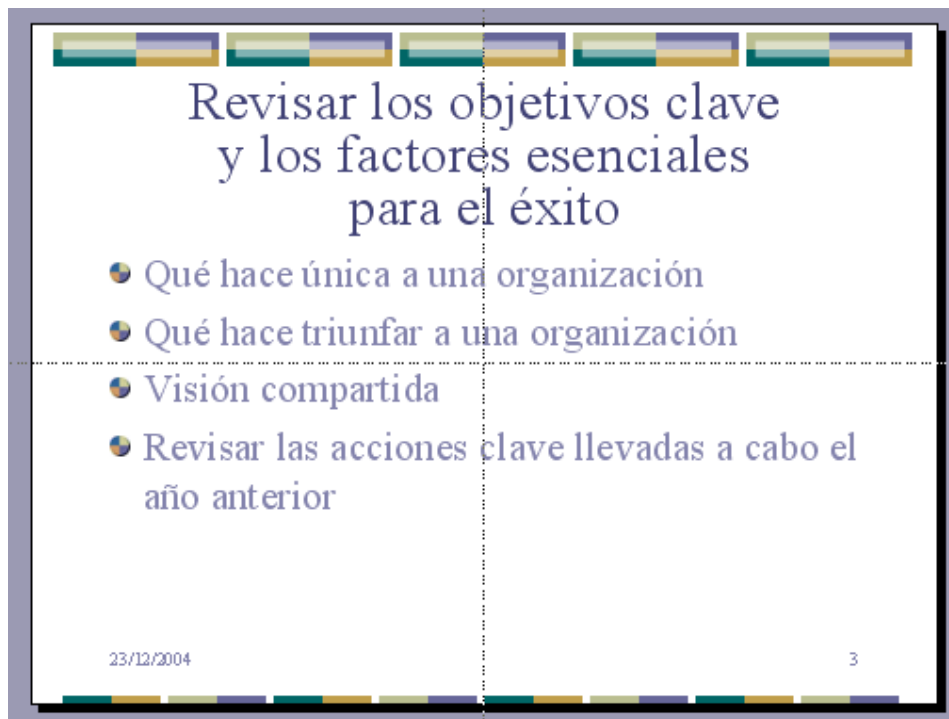 Revisar los objetivos clave
y los factores esenciales
para el éxito
Qué hace única a una organización
Qué hace triunfar a una organización
Visión compartida
Revisar las acciones clave llevadas a cabo el
año anterior
23/12/2004
3